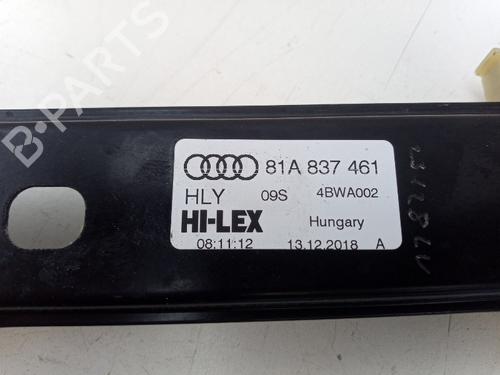 B-PARTS
81A 837 461
HLY 09S 4BWA002
HI-LEX Hungary
08:11:12 13.12.2018 A